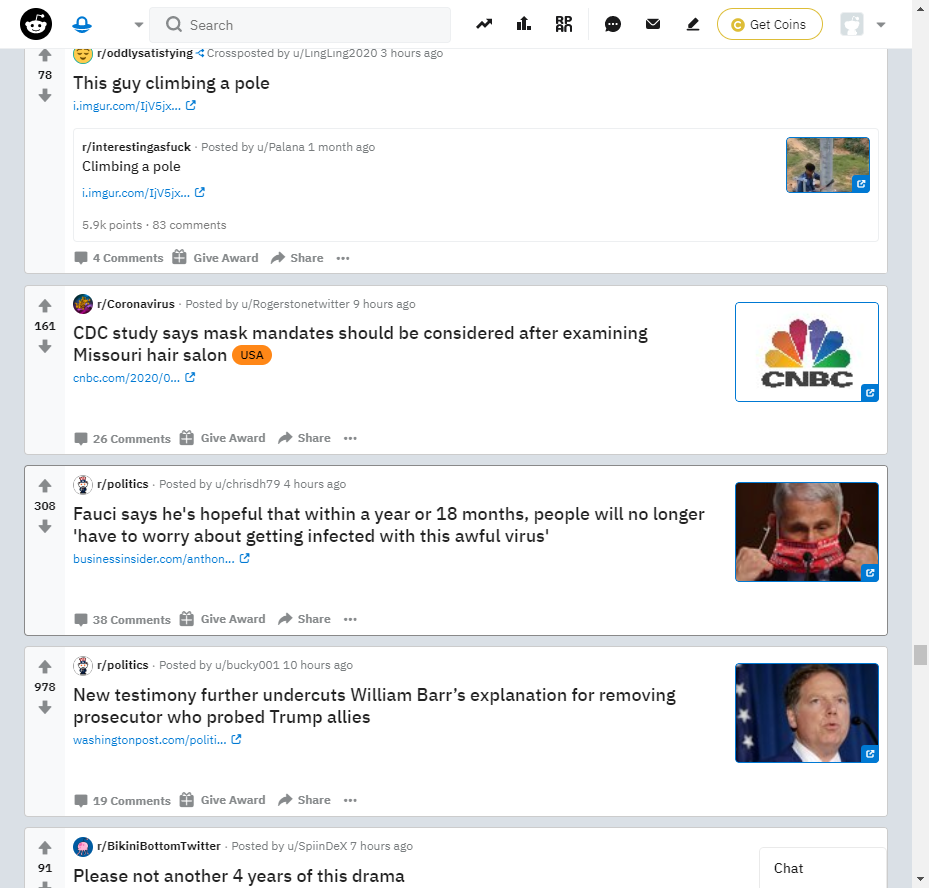 Search
Get Coins
r/oddlysatisfying Crossposted by u/LingLing2020 3 hours ago
78
This guy climbing a pole
i.imgur.com/IjV5jx...
r/interestingasfuck · Posted by u/Palana 1 month ago
Climbing a pole
i.imgur.com/IjV5jx...
5.9k points · 83 comments
4 Comments Give Award Share
r/Coronavirus · Posted by u/Rogerstonetwitter 9 hours ago
161
CDC study says mask mandates should be considered after examining
Missouri hair salon USA
cnbc.com/2020/0...
CNBC
26 Comments Give Award Share
r/politics · Posted by u/chrisdh79 4 hours ago
308
Fauci says he's hopeful that within a year or 18 months, people will no longer
'have to worry about getting infected with this awful virus'
businessinsider.com/anthon...
38 Comments Give Award Share
r/politics · Posted by u/bucky001 10 hours ago
978
New testimony further undercuts William Barr’s explanation for removing
prosecutor who probed Trump allies
washingtonpost.com/politi...
19 Comments Give Award Share
r/BikiniBottomTwitter · Posted by u/SpiinDeX 7 hours ago
91
Please not another 4 years of this drama
Chat